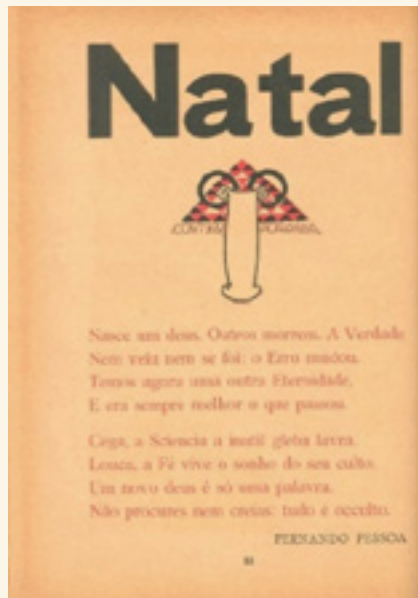 Natal
CONTEMPORANEA
Nasce um deus. Outros morrem. A Verdade
Nem veiu nem se foi: o Erro mudou.
Temos agora uma outra Eternidade,
E era sempre melhor o que passou.
Cega, a Sciencia a inutil gleba lavra.
Louca, a Fé vive o sonho do seu culto.
Um novo deus é só uma palavra.
Não procures nem creias: tudo é occulto.
FERNANDO PESSOA